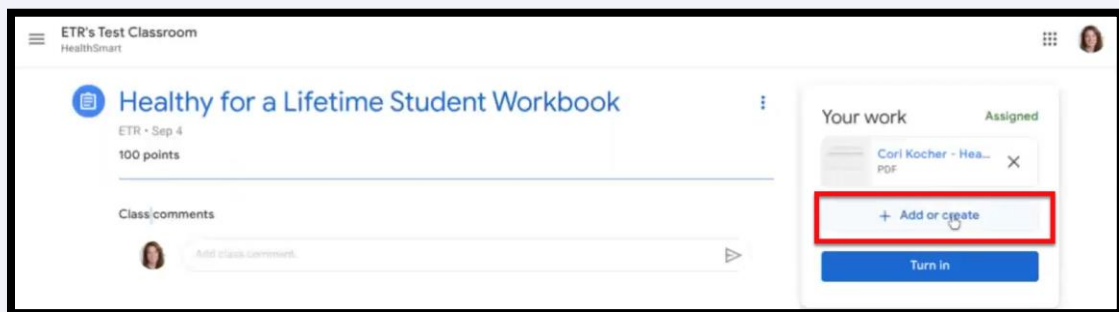 ETR's Test Classroom
HealthSmart
Healthy for a Lifetime Student Workbook
ETR • Sep 4
100 points
Class comments
Add class comment.
Your work
Assigned
Cori Kocher - Hea...
PDF
+ Add or create
Turn in